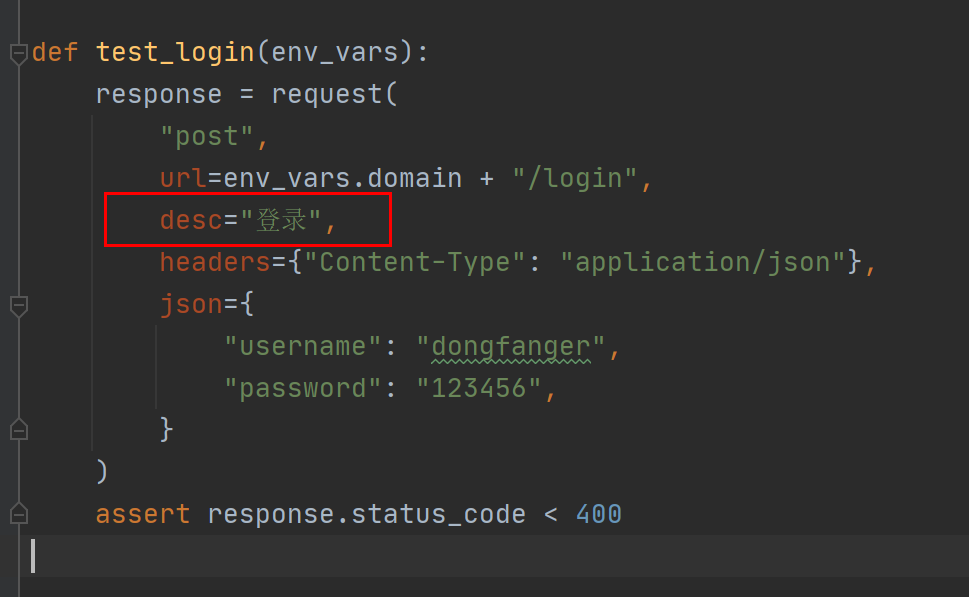 def test_login(env_vars):
    response = request(
        "post",
        url=env_vars.domain + "/login",
        desc="登录",
        headers={"Content-Type": "application/json"},
        json={
            "username": "dongfanger",
            "password": "123456",
        }
    )
    assert response.status_code < 400